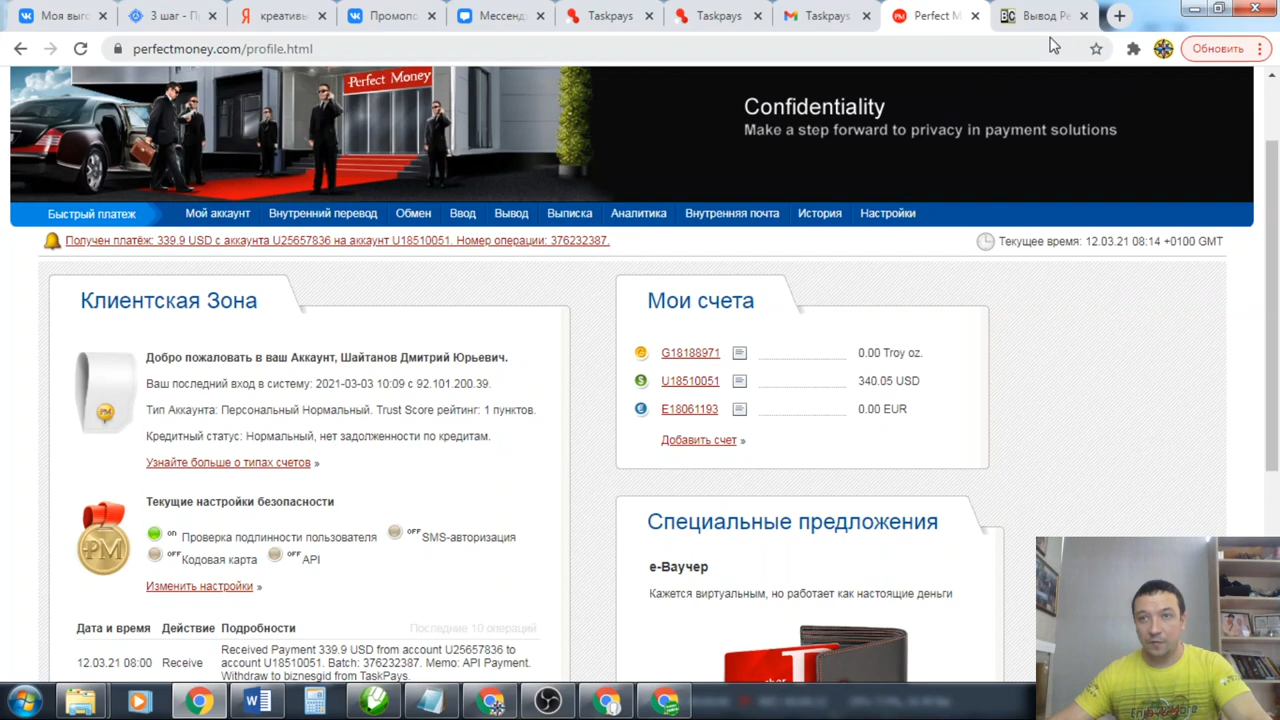 Моя выго
3 шаг - П
креативы
Промопо
Мессенд
Taskpays
Taskpays
Taskpays
Perfect M
BC Вывод Pe
perfectmoney.com/profile.html
Обновить
Perfect Money
Confidentiality
Make a step forward to privacy in payment solutions
Быстрый платеж
Мой аккаунт
Внутренний перевод
Обмен
Ввод
Вывод
Выписка
Аналитика
Внутренняя почта
История
Настройки
Получен платёж: 339.9 USD с аккаунта U25657836 на аккаунт U18510051. Номер операции: 376232387.
Текущее время: 12.03.21 08:14 +0100 GMT
Клиентская Зона
Добро пожаловать в ваш Аккаунт, Шайтанов Дмитрий Юрьевич.
Ваш последний вход в систему: 2021-03-03 10:09 с 92.101.200.39.
Тип Аккаунта: Персональный Нормальный. Trust Score рейтинг: 1 пунктов.
Кредитный статус: Нормальный, нет задолженности по кредитам.
Узнайте больше о типах счетов »
Текущие настройки безопасности
on Проверка подлинности пользователя OFF SMS-авторизация
OFF Кодовая карта OFF API
Изменить настройки »
Дата и время Действие Подробности Последние 10 операций
12.03.21 08:00 Receive
Received Payment 339.9 USD from account U25657836 to
account U18510051. Batch: 376232387. Memo: API Payment.
Withdraw to biznesgid from TaskPays.
Мои счета
G18188971 0.00 Troy oz.
U18510051 340.05 USD
E18061193 0.00 EUR
Добавить счет »
Специальные предложения
е-Ваучер
Кажется виртуальным, но работает как настоящие деньги